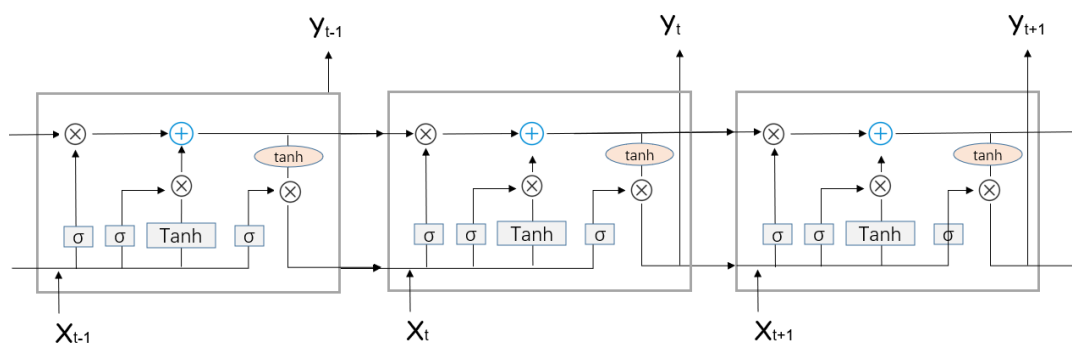 Yt-1
Yt
Yt+1
tanh
tanh
tanh
σ σ Tanh σ
σ σ Tanh σ
σ σ Tanh σ
Xt-1
Xt
Xt+1